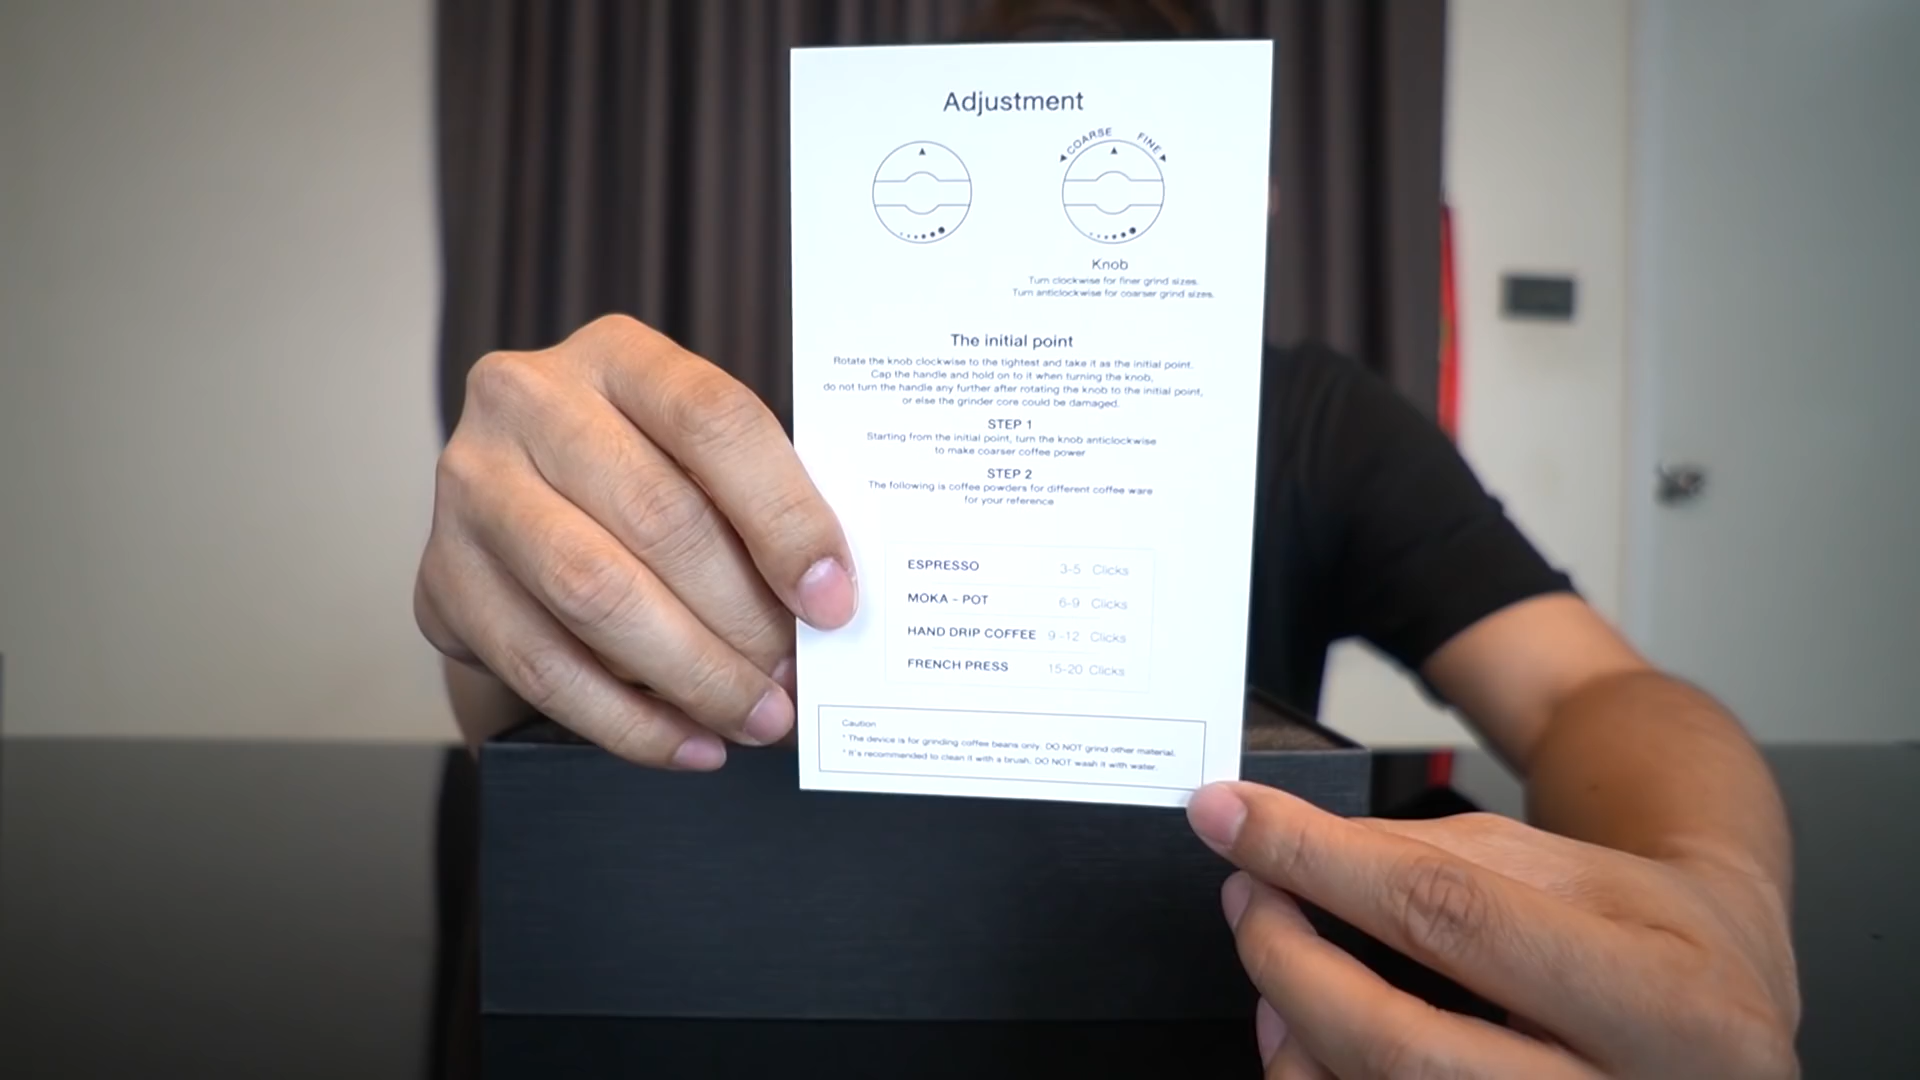 Adjustment
COARSE FINE
Knob
Turn clockwise for finer grind sizes.
Turn anticlockwise for coarser grind sizes.
The initial point
Rotate the knob clockwise to the tightest and take it as the initial point.
Cap the handle and hold on to it when turning the knob,
do not turn the handle any further after rotating the knob to the initial point,
or else the grinder core could be damaged.
STEP 1
Starting from the initial point, turn the knob anticlockwise
to make coarser coffee power
STEP 2
The following is coffee powders for different coffee ware
for your reference
ESPRESSO 3-5 Clicks
MOKA - POT 6-9 Clicks
HAND DRIP COFFEE 9-12 Clicks
FRENCH PRESS 15-20 Clicks
Caution
* The device is for grinding coffee beans only. DO NOT grind other material.
* It's recommended to clean it with a brush. DO NOT wash it with water.